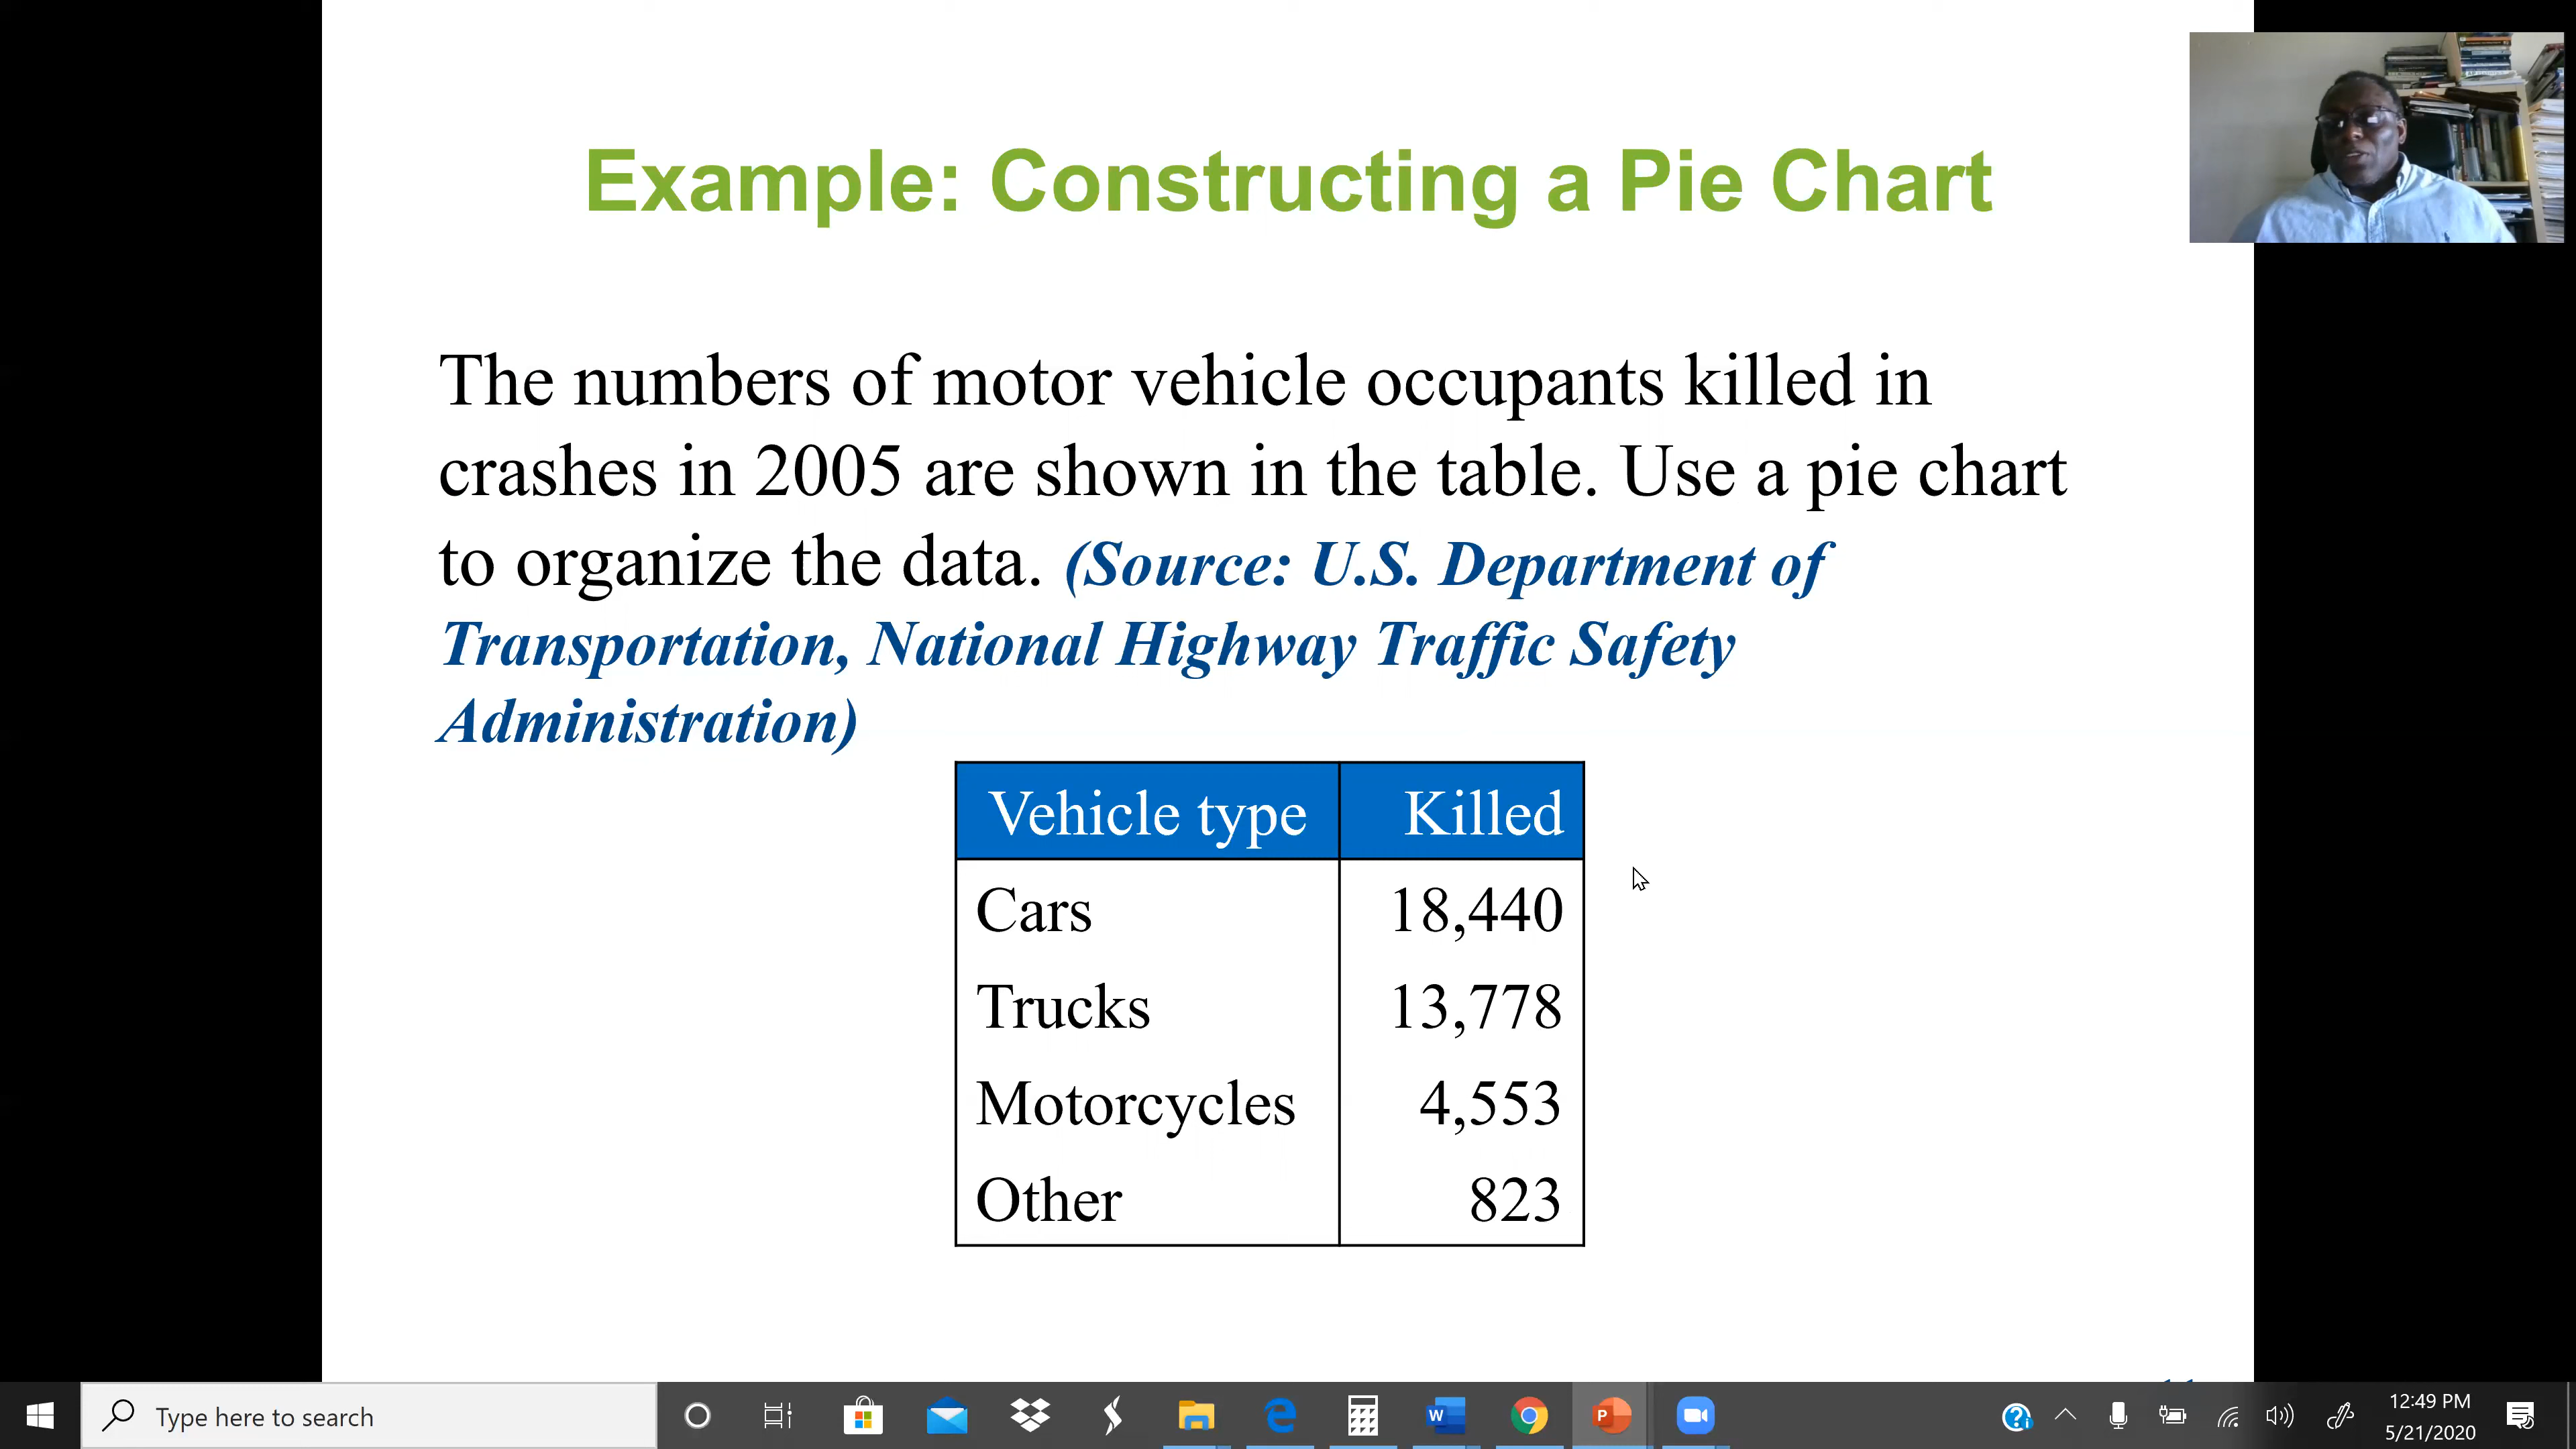 Example: Constructing a Pie Chart
The numbers of motor vehicle occupants killed in
crashes in 2005 are shown in the table. Use a pie chart
to organize the data. (Source: U.S. Department of
Transportation, National Highway Traffic Safety
Administration)
Vehicle type Killed
Cars 18,440
Trucks 13,778
Motorcycles 4,553
Other 823
Type here to search
12:49 PM
5/21/2020